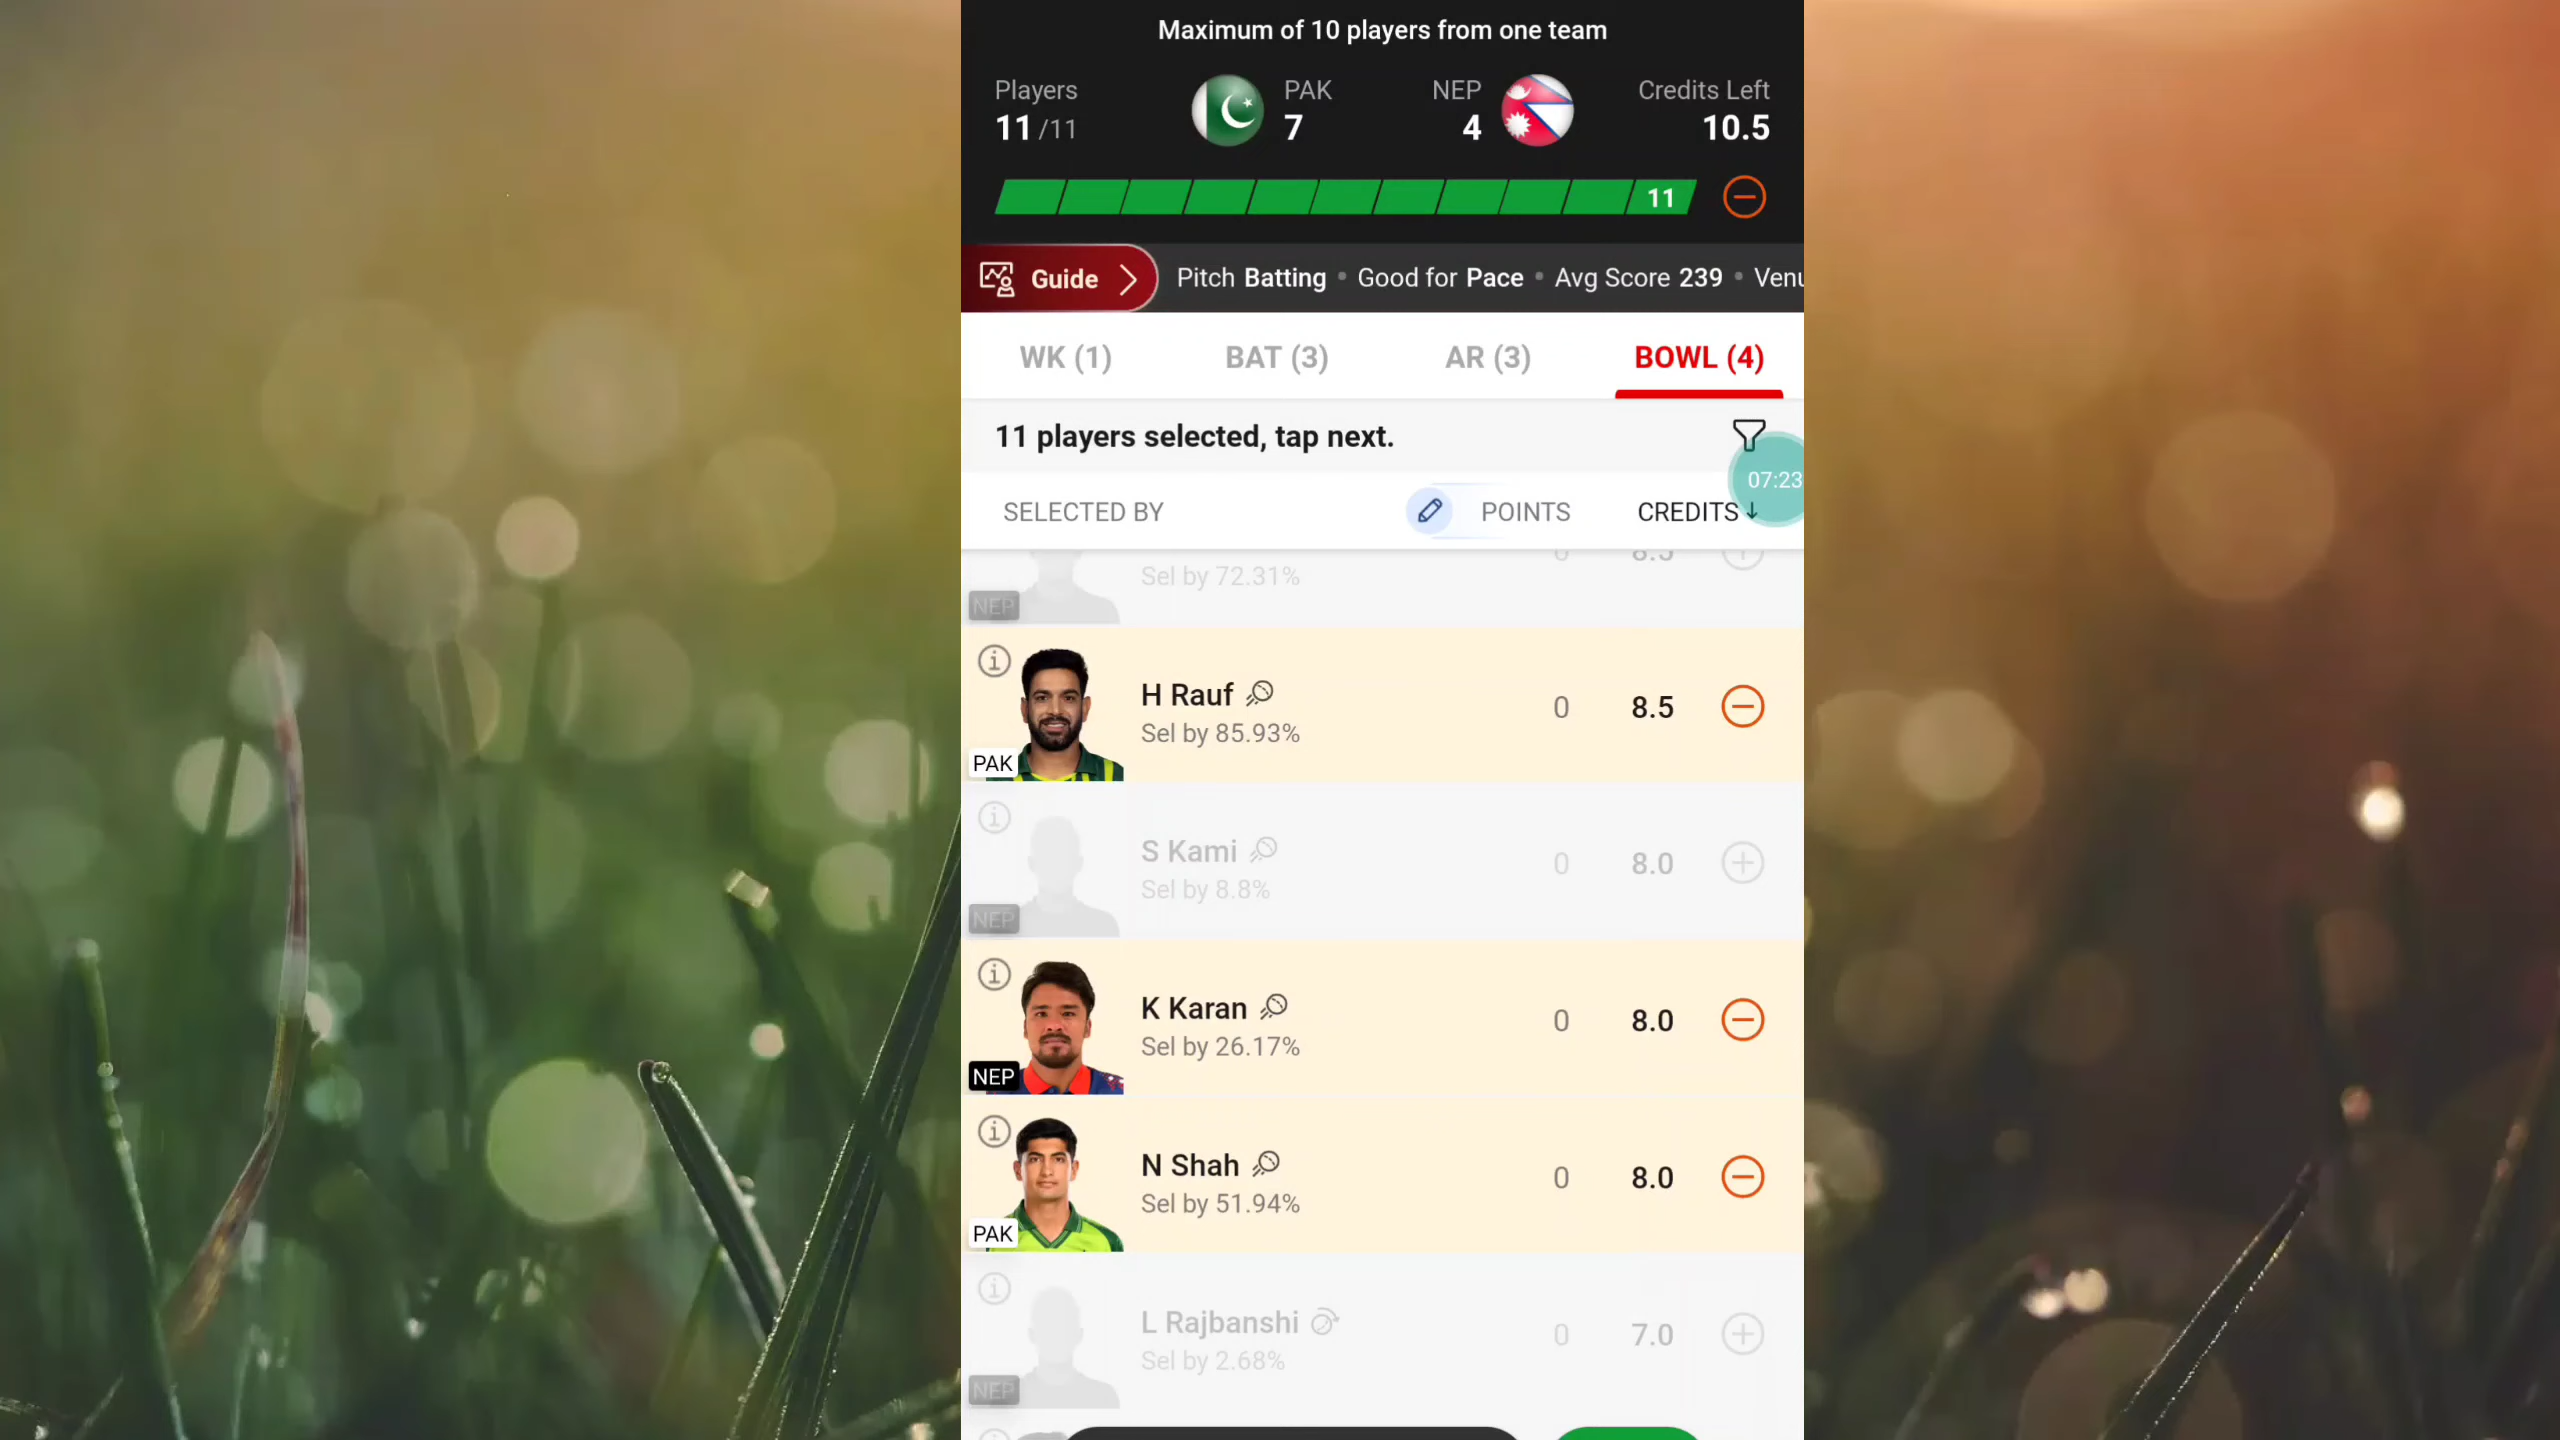 Maximum of 10 players from one team
Players
11 /11
PAK
7
NEP
4
Credits Left
10.5
11
Guide
Pitch Batting • Good for Pace • Avg Score 239 • Venu
WK (1)
BAT (3)
AR (3)
BOWL (4)
11 players selected, tap next.
07:23
SELECTED BY
POINTS
CREDITS ↓
0 8.5
Sel by 72.31%
NEP
H Rauf
Sel by 85.93%
0 8.5
PAK
S Kami
Sel by 8.8%
0 8.0
NEP
K Karan
Sel by 26.17%
0 8.0
NEP
N Shah
Sel by 51.94%
0 8.0
PAK
L Rajbanshi
Sel by 2.68%
0 7.0
NEP